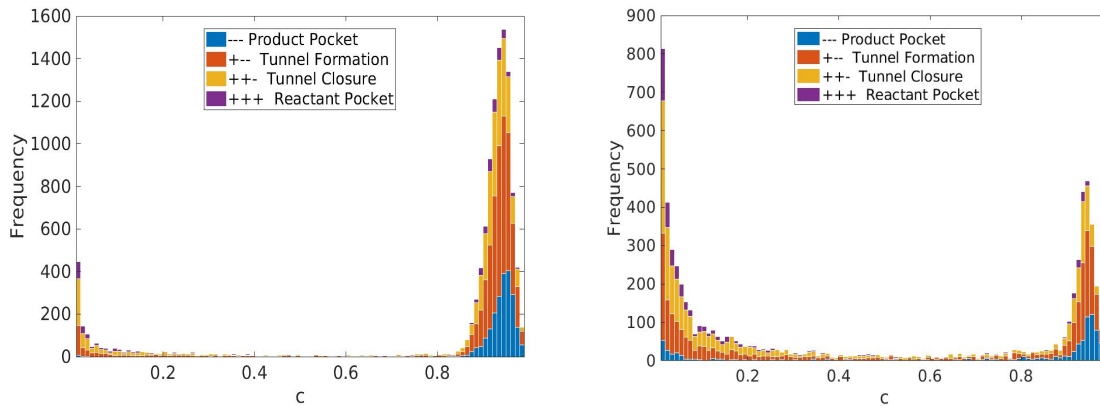 1600
1400
1200
1000
800
600
400
200
0
Frequency
0.2
0.4
0.6
0.8
c
--- Product Pocket
+-- Tunnel Formation
++- Tunnel Closure
+++ Reactant Pocket
900
800
700
600
500
400
300
200
100
0
Frequency
0.2
0.4
0.6
0.8
c
--- Product Pocket
+-- Tunnel Formation
++- Tunnel Closure
+++ Reactant Pocket